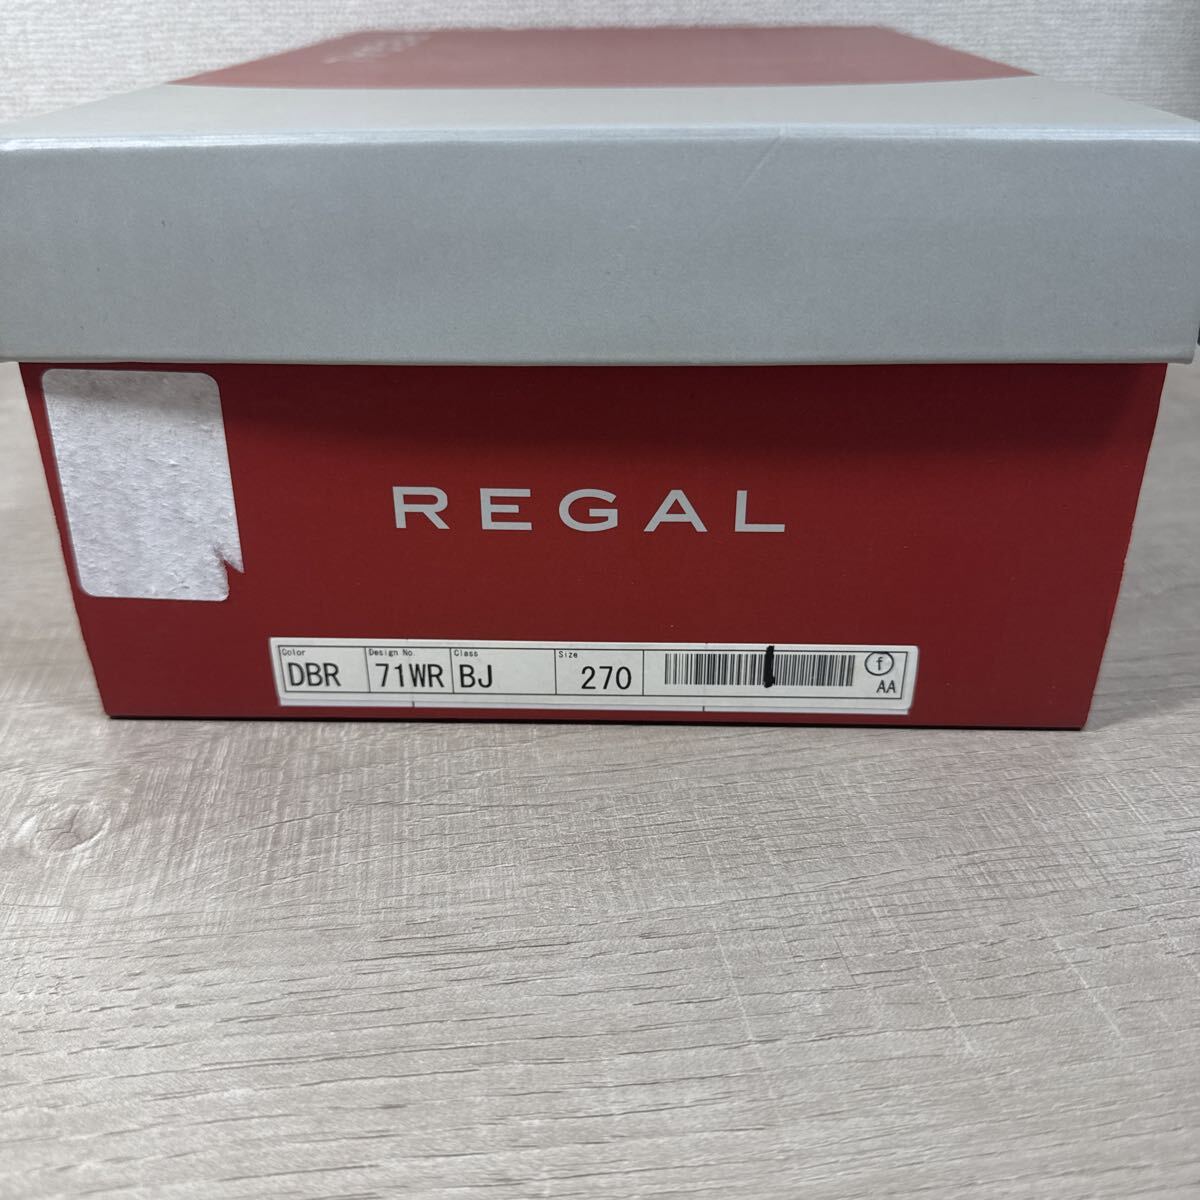 REGAL
Color Design No. Class Size
DBR 71WR BJ 270 f
AA